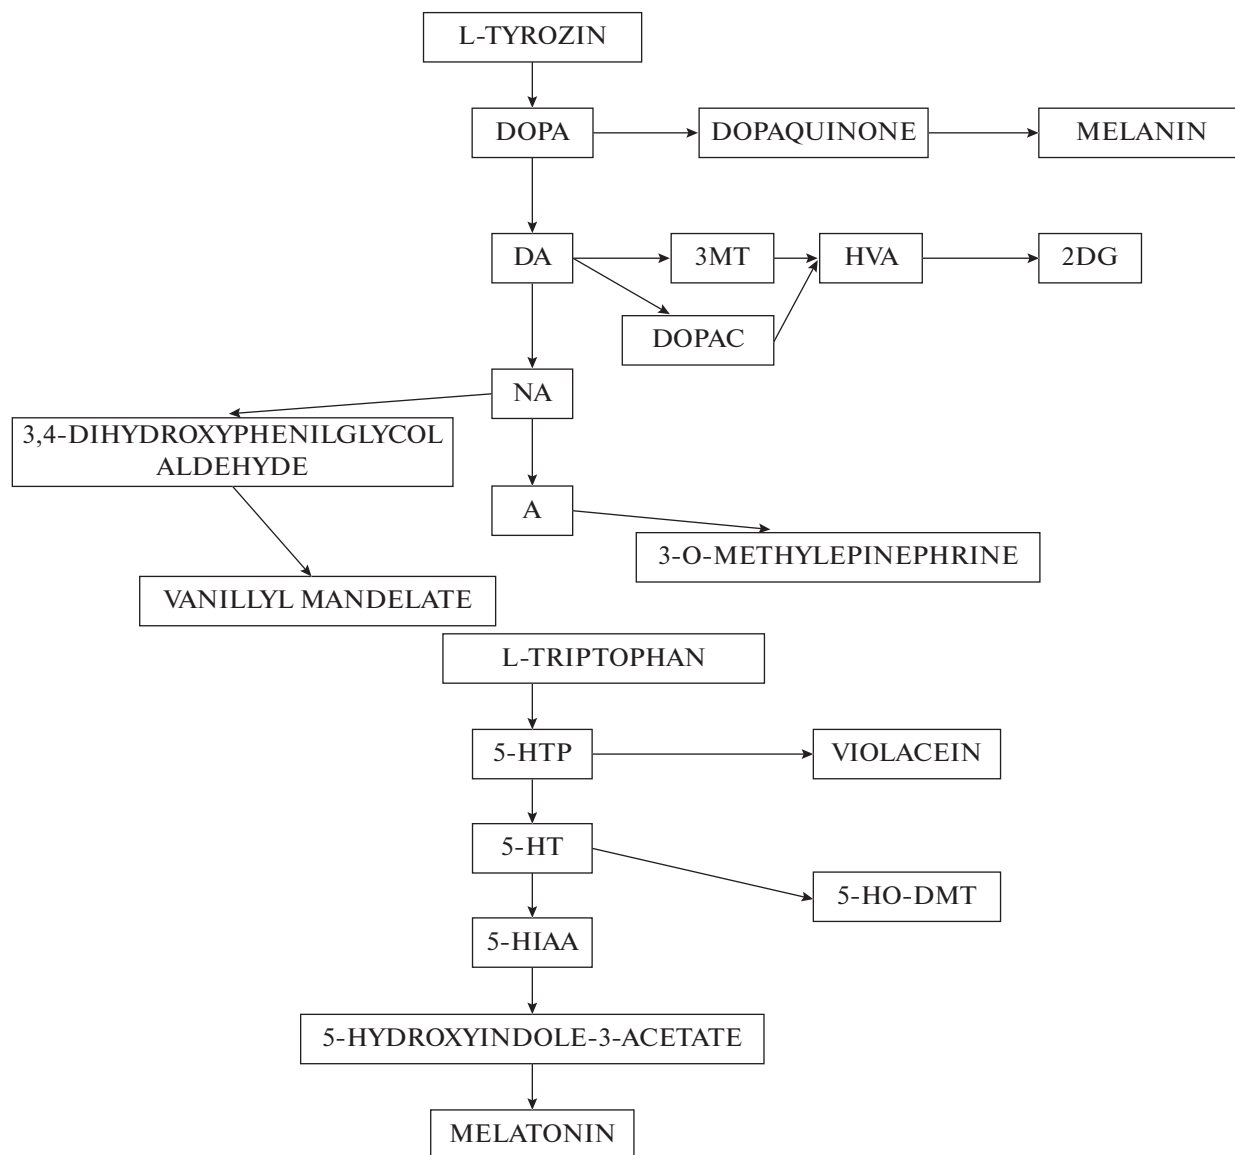 L-TYROZIN
DOPA
DOPAQUINONE
MELANIN
DA
3MT
HVA
2DG
DOPAC
NA
3,4-DIHYDROXYPHENILGLYCOL
ALDEHYDE
A
3-O-METHYLEPINEPHRINE
VANILLYL MANDELATE
L-TRIPTOPHAN
5-HTP
VIOLACEIN
5-HT
5-HO-DMT
5-HIAA
5-HYDROXYINDOLE-3-ACETATE
MELATONIN